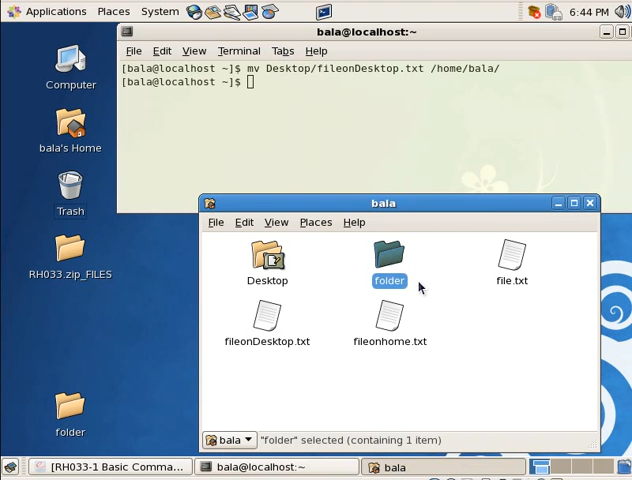 Applications Places System 6:44 PM
bala@localhost:~
File Edit View Terminal Tabs Help
[bala@localhost ~]$ mv Desktop/fileonDesktop.txt /home/bala/
[bala@localhost ~]$
Computer
bala's Home
Trash
RH033.zip_FILES
folder
bala
File Edit View Places Help
Desktop folder file.txt
fileonDesktop.txt fileonhome.txt
bala "folder" selected (containing 1 item)
[RH033-1 Basic Comma... bala@localhost:~ bala